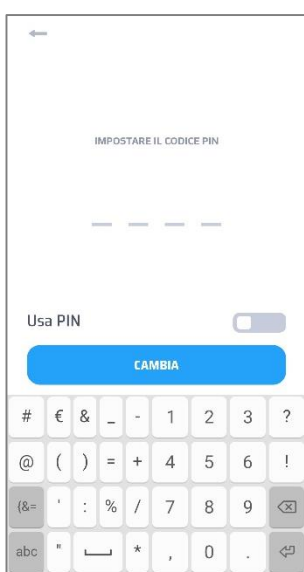 IMPOSTARE IL CODICE PIN
Usa PIN
CAMBIA
# € & _ - 1 2 3 ?
@ ( ) = + 4 5 6 !
{&= ' : % / 7 8 9
abc " * , 0 .